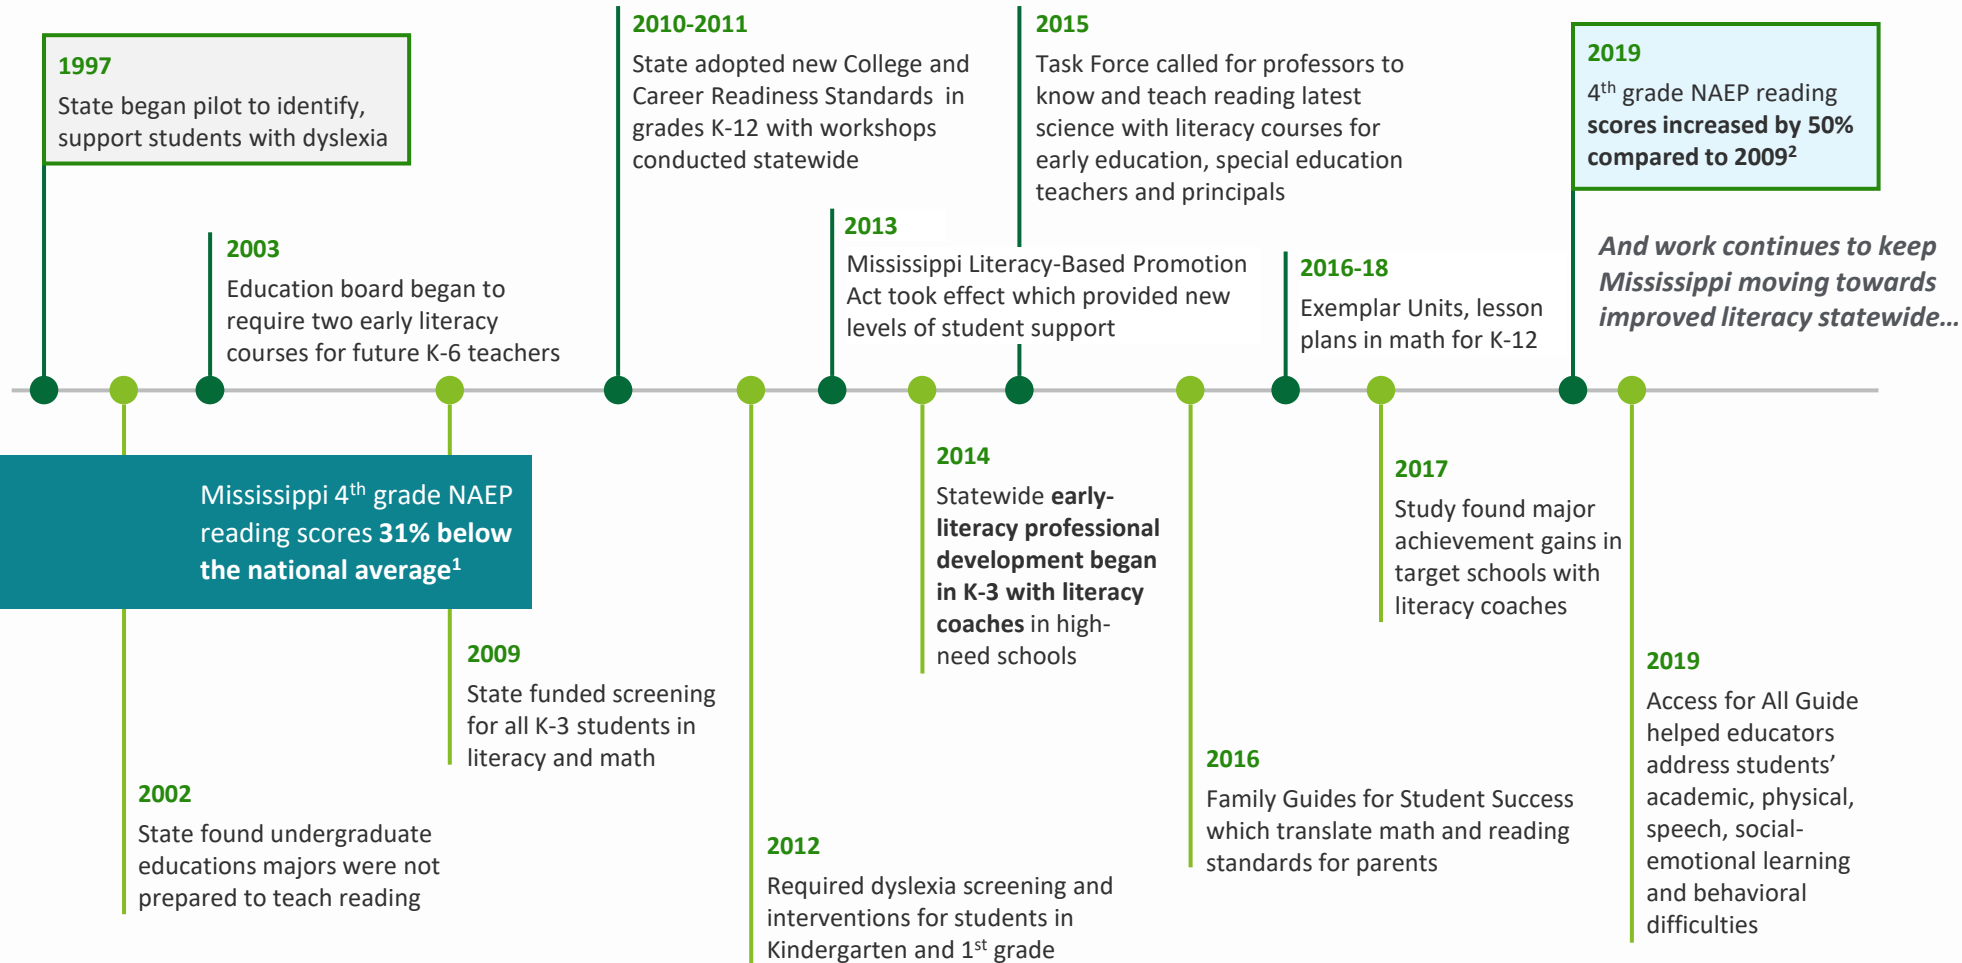 1997
State began pilot to identify,
support students with dyslexia
2003
Education board began to
require two early literacy
courses for future K-6 teachers
2010-2011
State adopted new College and
Career Readiness Standards in
grades K-12 with workshops
conducted statewide
2013
Mississippi Literacy-Based Promotion
Act took effect which provided new
levels of student support
2015
Task Force called for professors to
know and teach reading latest
science with literacy courses for
early education, special education
teachers and principals
2016-18
Exemplar Units, lesson
plans in math for K-12
2019
4th grade NAEP reading
scores increased by 50%
compared to 2009²
And work continues to keep
Mississippi moving towards
improved literacy statewide…
Mississippi 4th grade NAEP
reading scores 31% below
the national average¹
2002
State found undergraduate
educations majors were not
prepared to teach reading
2009
State funded screening
for all K-3 students in
literacy and math
2012
Required dyslexia screening and
interventions for students in
Kindergarten and 1st grade
2014
Statewide early-
literacy professional
development began
in K-3 with literacy
coaches in high-
need schools
2016
Family Guides for Student Success
which translate math and reading
standards for parents
2017
Study found major
achievement gains in
target schools with
literacy coaches
2019
Access for All Guide
helped educators
address students’
academic, physical,
speech, social-
emotional learning
and behavioral
difficulties